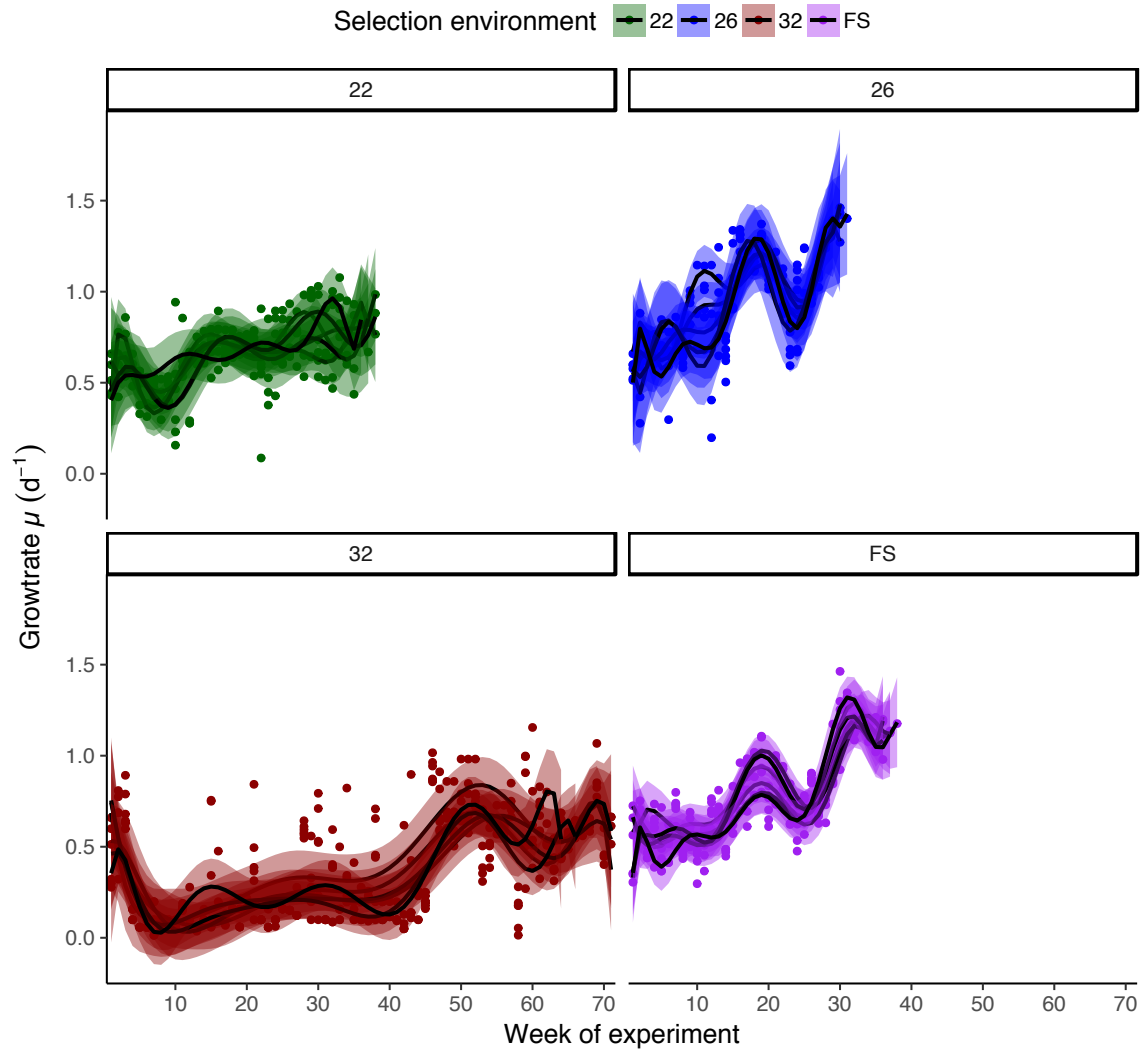 Selection environment 22 26 32 FS
22 26
1.5
1.0
0.5
0.0
32 FS
1.5
1.0
0.5
0.0
10 20 30 40 50 60 70 10 20 30 40 50 60 70
Week of experiment
Growtrate μ (d⁻¹)